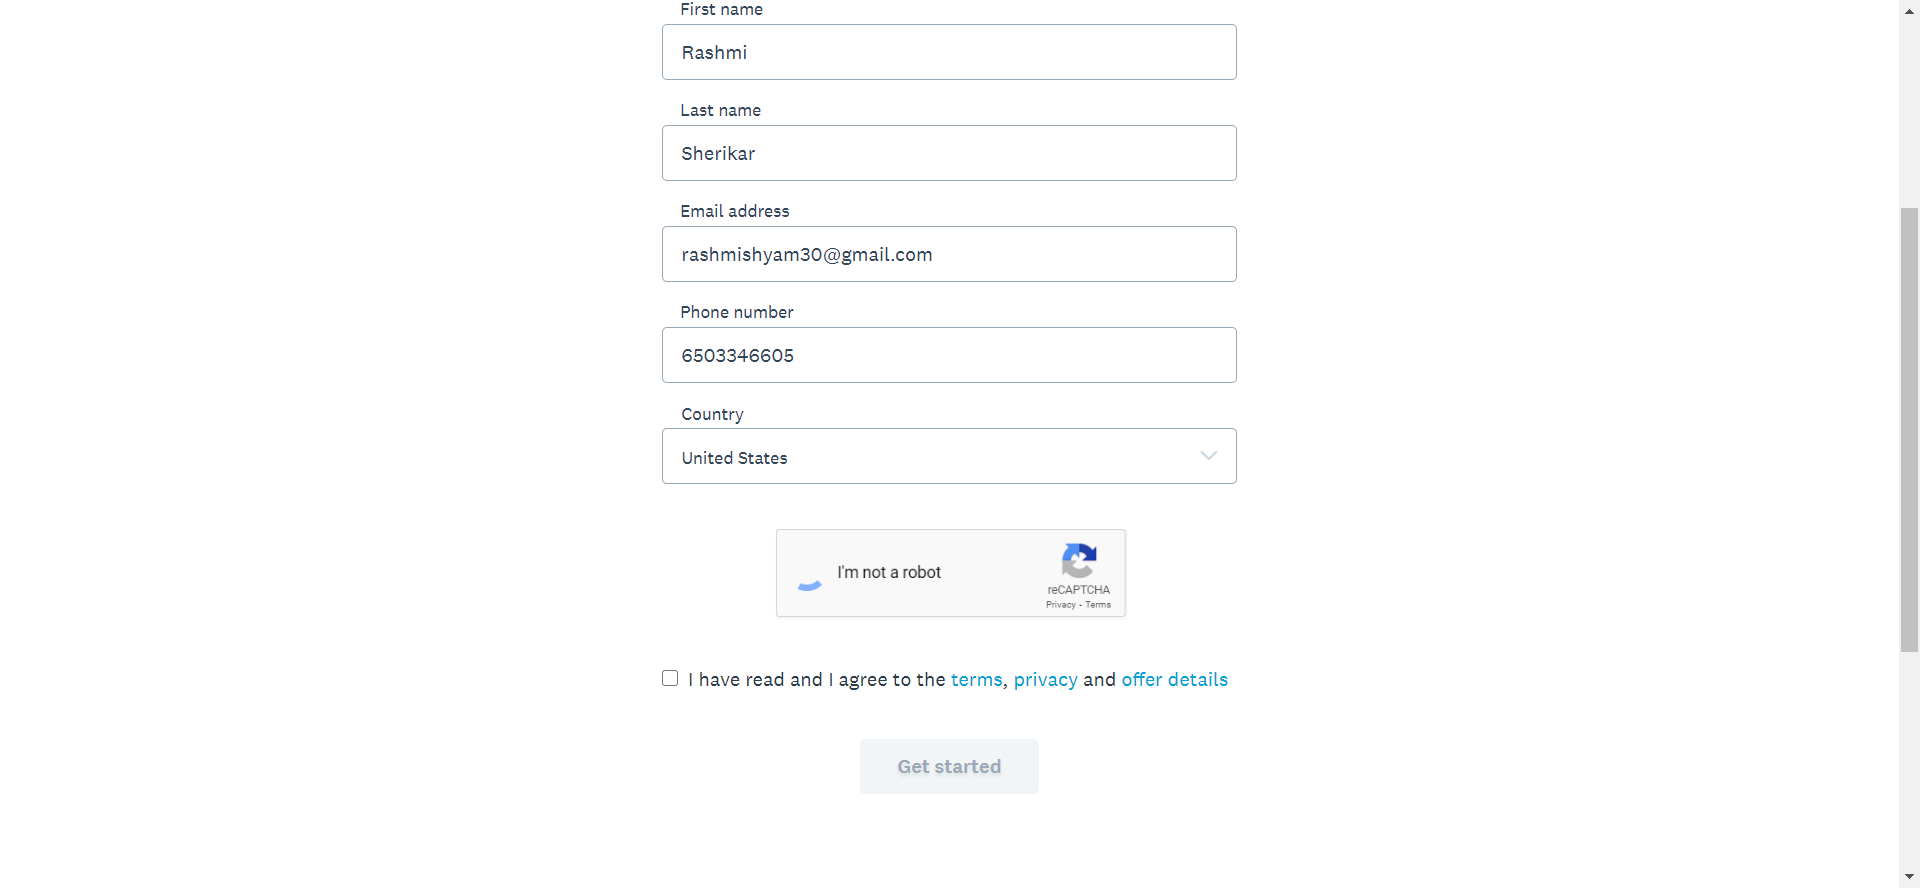 First name
Rashmi
Last name
Sherikar
Email address
rashmishyam30@gmail.com
Phone number
6503346605
Country
United States
I'm not a robot
reCAPTCHA
Privacy - Terms
I have read and I agree to the terms, privacy and offer details
Get started